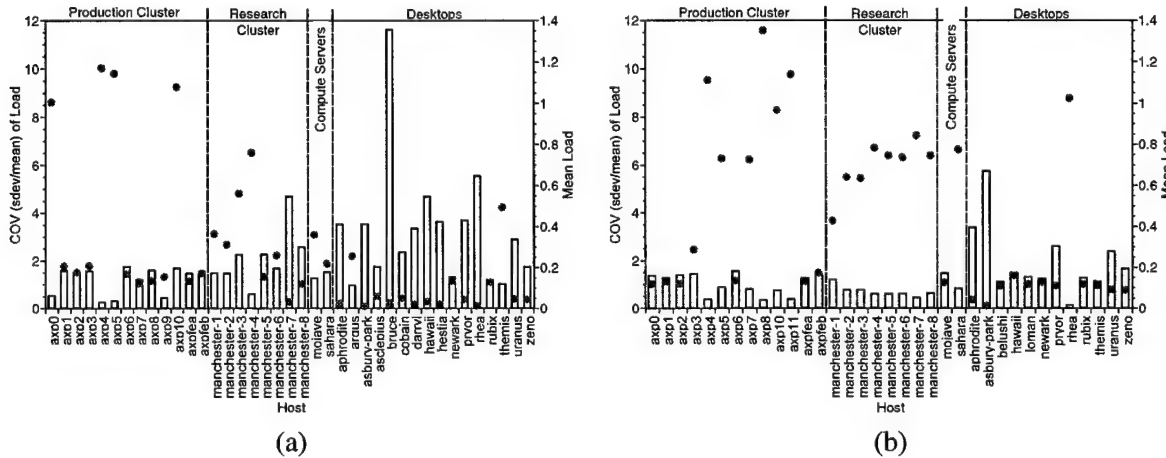 Production Cluster
Research
Cluster
Compute Servers
Desktops
COV (sdev/mean) of Load
12
10
8
6
4
2
0
1.4
1.2
1
0.8
0.6
0.4
0.2
0
Mean Load
axp0
axp1
axp2
axp3
axp4
axp5
axp6
axp7
axp8
axp9
axp10
axpfea
axpfeb
manchester-1
manchester-2
manchester-3
manchester-4
manchester-5
manchester-6
manchester-7
manchester-8
mojave
sahara
aphrodite
argus
asbury-park
asclepius
bruce
cobain
darryl
hawaii
hestia
newark
pryor
rhea
rubix
themis
uranus
zeno
Host
(a)
Production Cluster
Research
Cluster
Compute Servers
Desktops
COV (sdev/mean) of Load
12
10
8
6
4
2
0
1.4
1.2
1
0.8
0.6
0.4
0.2
0
Mean Load
axp0
axp1
axp2
axp3
axp4
axp5
axp6
axp7
axp8
axp10
axp11
axpfea
axpfeb
manchester-1
manchester-2
manchester-3
manchester-4
manchester-5
manchester-6
manchester-7
manchester-8
mojave
sahara
aphrodite
asbury-park
belushi
hawaii
loman
newark
pryor
rhea
rubix
themis
uranus
zeno
Host
(b)